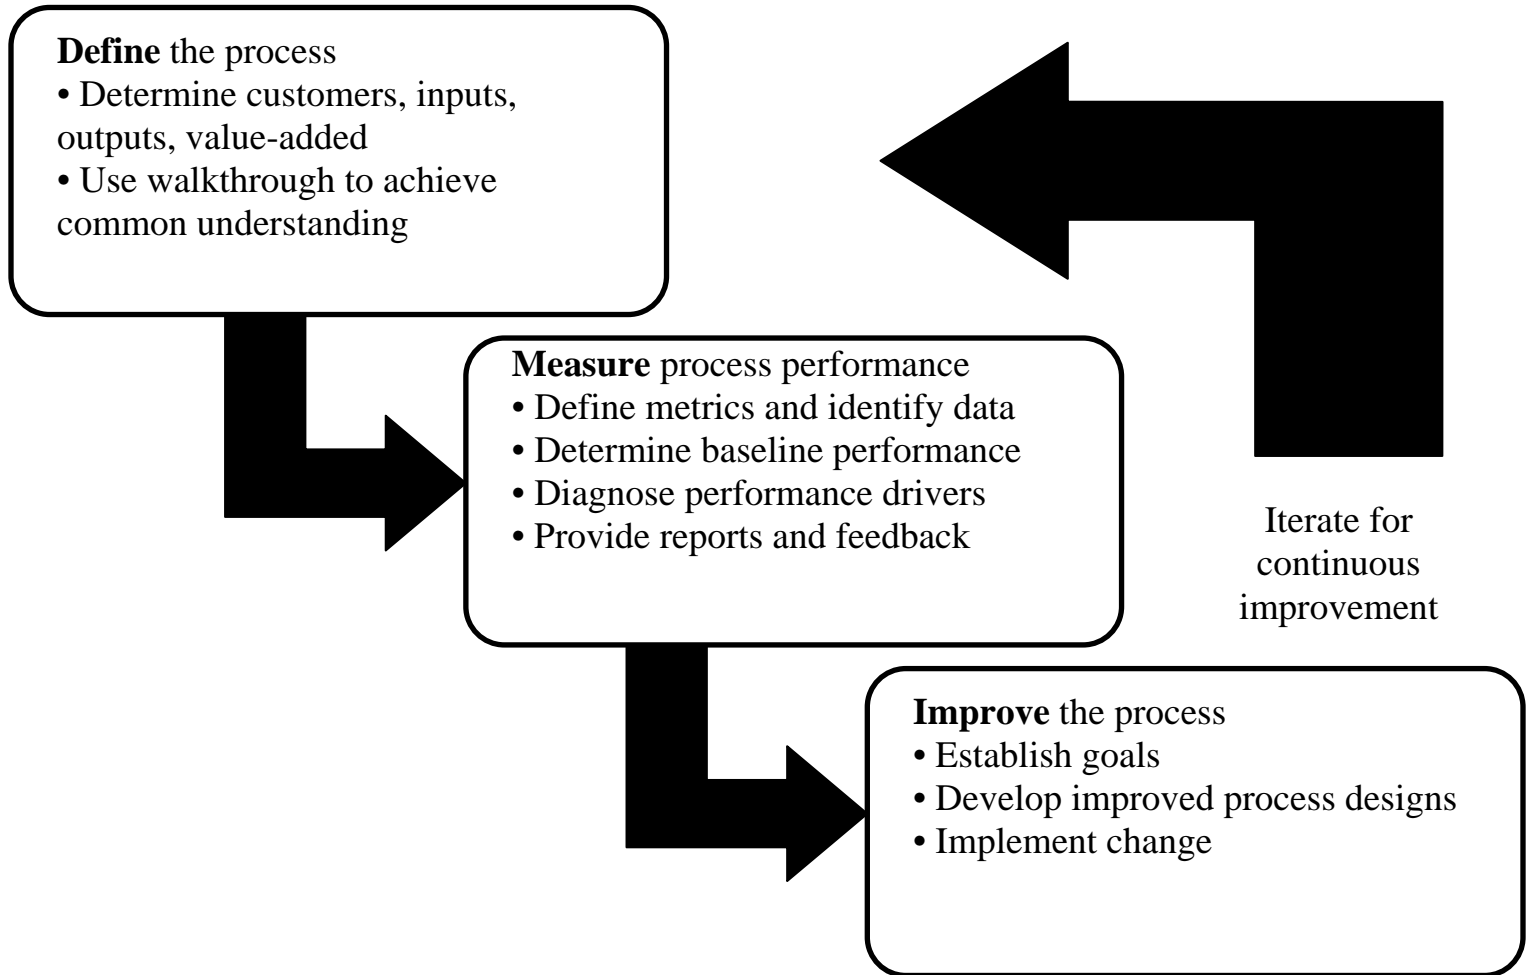 Define the process
• Determine customers, inputs,
outputs, value-added
• Use walkthrough to achieve
common understanding
Measure process performance
• Define metrics and identify data
• Determine baseline performance
• Diagnose performance drivers
• Provide reports and feedback
Iterate for
continuous
improvement
Improve the process
• Establish goals
• Develop improved process designs
• Implement change